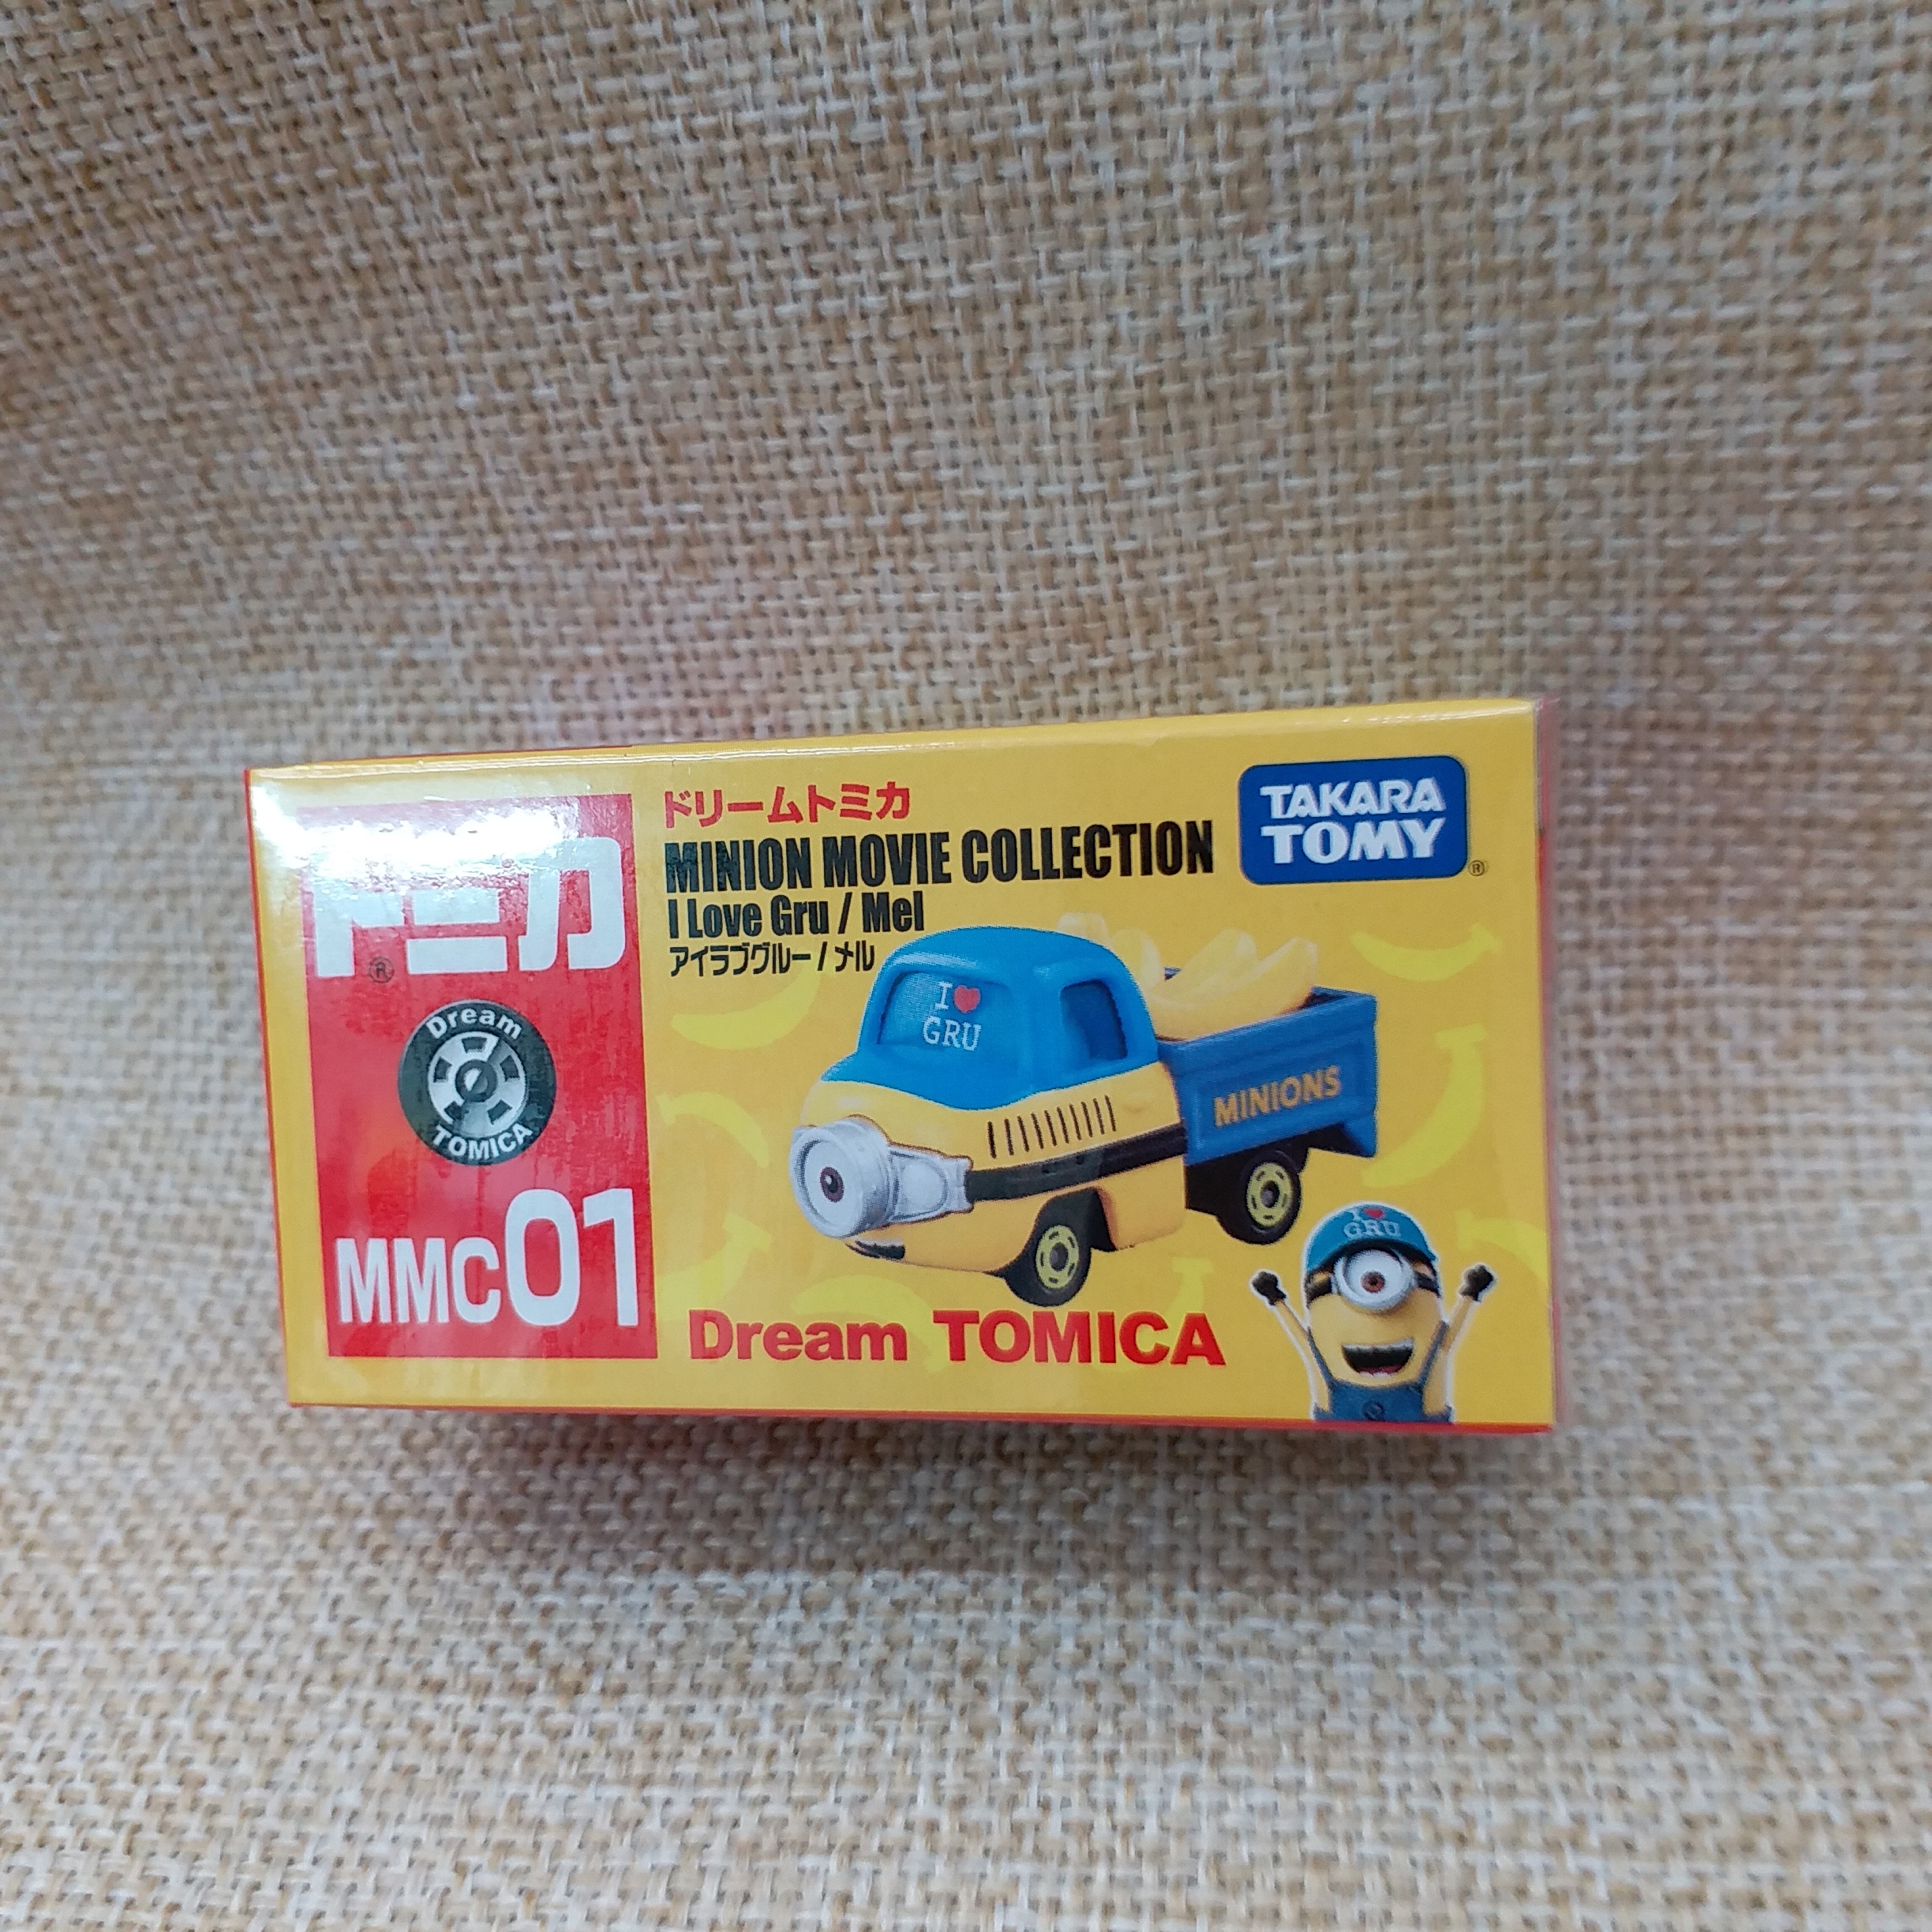 トミカ
®
Dream
TOMICA
MMC01
ドリームトミカ
MINION MOVIE COLLECTION
I Love Gru / Mel
アイラブグルー / メル
TAKARA
TOMY
®
I♥
GRU
MINIONS
I♥
GRU
Dream TOMICA